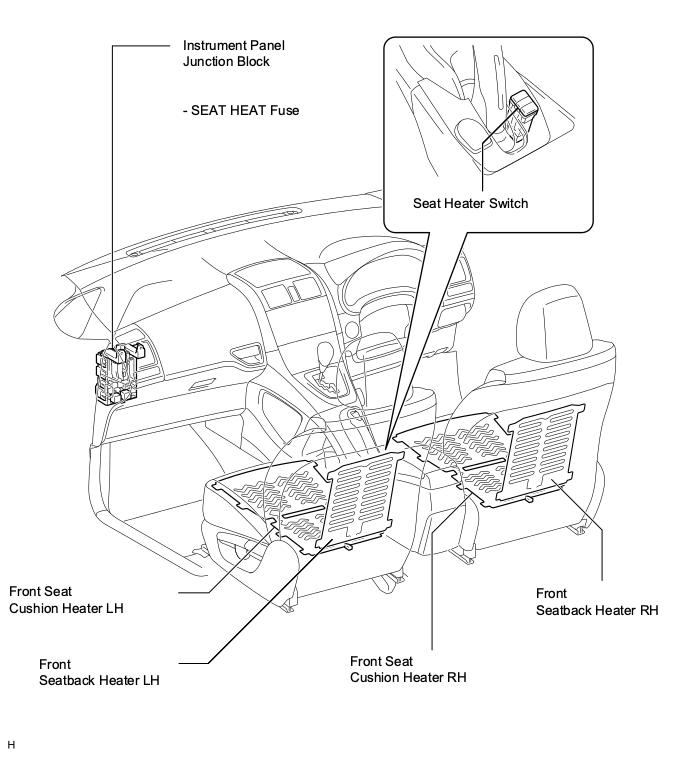 Instrument Panel
Junction Block
- SEAT HEAT Fuse
Seat Heater Switch
Front Seat
Cushion Heater LH
Front
Seatback Heater RH
Front
Seatback Heater LH
Front Seat
Cushion Heater RH
H